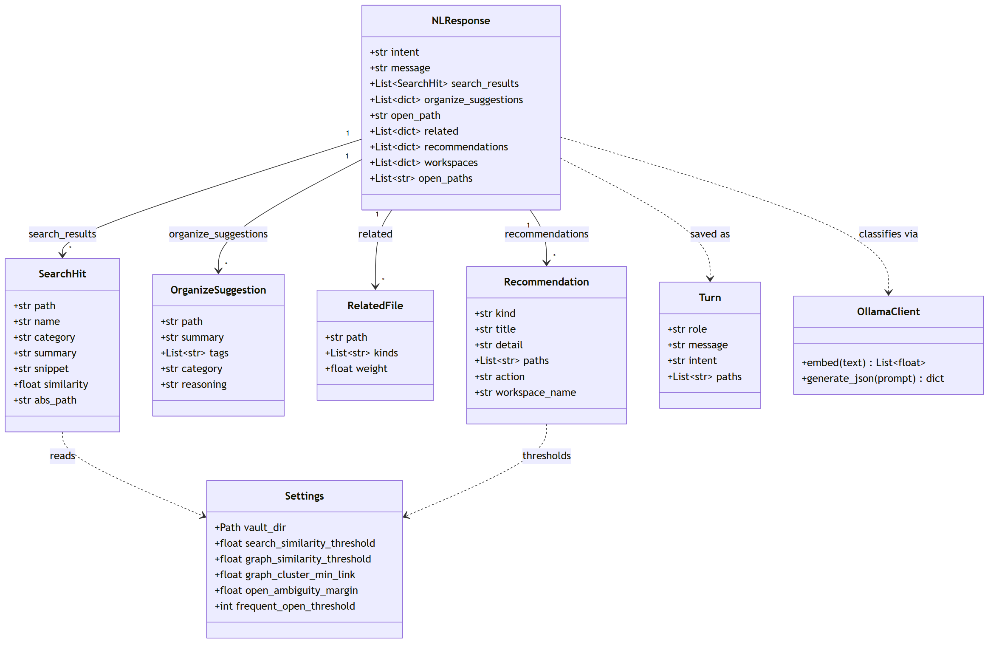 NLResponse
+str intent
+str message
+List<SearchHit> search_results
+List<dict> organize_suggestions
+str open_path
+List<dict> related
+List<dict> recommendations
+List<dict> workspaces
+List<str> open_paths
1
1
1
1
search_results
organize_suggestions
related
recommendations
saved as
classifies via
*
*
*
*
SearchHit
+str path
+str name
+str category
+str summary
+str snippet
+float similarity
+str abs_path
OrganizeSuggestion
+str path
+str summary
+List<str> tags
+str category
+str reasoning
RelatedFile
+str path
+List<str> kinds
+float weight
Recommendation
+str kind
+str title
+str detail
+List<str> paths
+str action
+str workspace_name
Turn
+str role
+str message
+str intent
+List<str> paths
OllamaClient
+embed(text) : List<float>
+generate_json(prompt) : dict
reads
thresholds
Settings
+Path vault_dir
+float search_similarity_threshold
+float graph_similarity_threshold
+float graph_cluster_min_link
+float open_ambiguity_margin
+int frequent_open_threshold